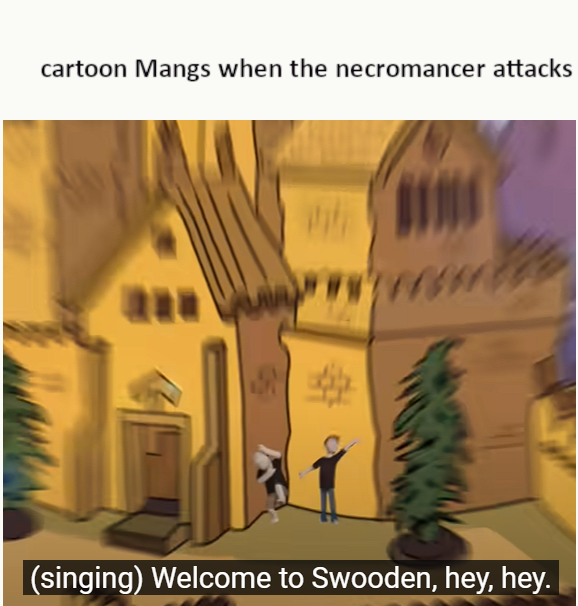 cartoon Mangs when the necromancer attacks
(singing) Welcome to Swooden, hey, hey.